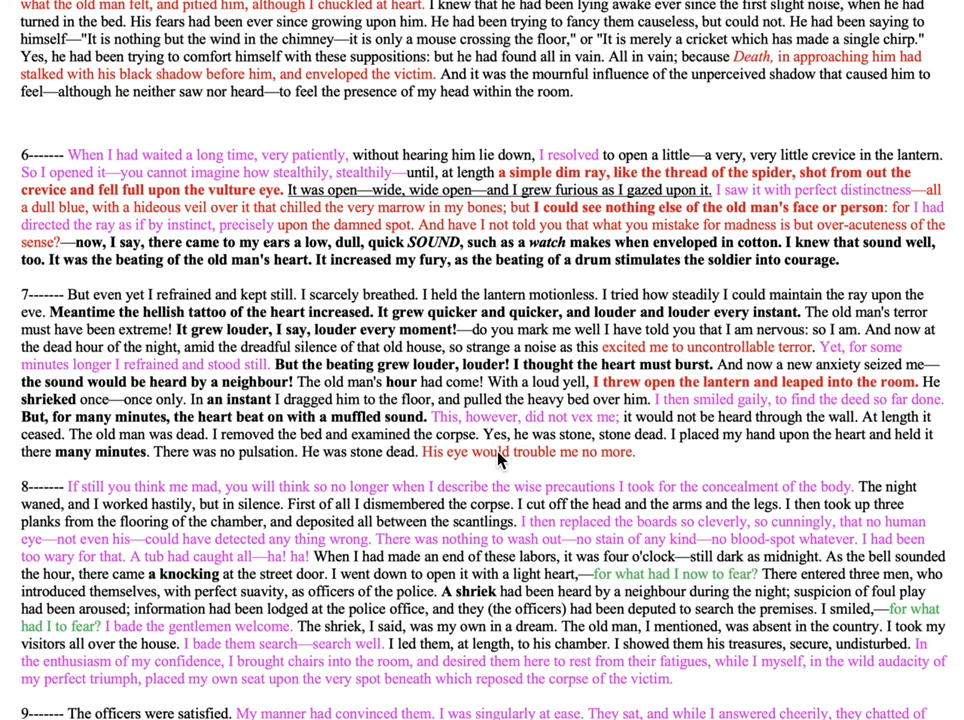 what the old man felt, and pitied him, although I chuckled at heart. I knew that he had been lying awake ever since the first slight noise, when he had
turned in the bed. His fears had been ever since growing upon him. He had been trying to fancy them causeless, but could not. He had been saying to
himself—"It is nothing but the wind in the chimney—it is only a mouse crossing the floor," or "It is merely a cricket which has made a single chirp."
Yes, he had been trying to comfort himself with these suppositions: but he had found all in vain. All in vain; because Death, in approaching him had
stalked with his black shadow before him, and enveloped the victim. And it was the mournful influence of the unperceived shadow that caused him to
feel—although he neither saw nor heard—to feel the presence of my head within the room.
6------- When I had waited a long time, very patiently, without hearing him lie down, I resolved to open a little—a very, very little crevice in the lantern.
So I opened it—you cannot imagine how stealthily, stealthily—until, at length a simple dim ray, like the thread of the spider, shot from out the
crevice and fell full upon the vulture eye. It was open—wide, wide open—and I grew furious as I gazed upon it. I saw it with perfect distinctness—all
a dull blue, with a hideous veil over it that chilled the very marrow in my bones; but I could see nothing else of the old man's face or person: for I had
directed the ray as if by instinct, precisely upon the damned spot. And have I not told you that what you mistake for madness is but over-acuteness of the
sense?—now, I say, there came to my ears a low, dull, quick SOUND, such as a watch makes when enveloped in cotton. I knew that sound well,
too. It was the beating of the old man's heart. It increased my fury, as the beating of a drum stimulates the soldier into courage.
7------- But even yet I refrained and kept still. I scarcely breathed. I held the lantern motionless. I tried how steadily I could maintain the ray upon the
eve. Meantime the hellish tattoo of the heart increased. It grew quicker and quicker, and louder and louder every instant. The old man's terror
must have been extreme! It grew louder, I say, louder every moment!—do you mark me well I have told you that I am nervous: so I am. And now at
the dead hour of the night, amid the dreadful silence of that old house, so strange a noise as this excited me to uncontrollable terror. Yet, for some
minutes longer I refrained and stood still. But the beating grew louder, louder! I thought the heart must burst. And now a new anxiety seized me—
the sound would be heard by a neighbour! The old man's hour had come! With a loud yell, I threw open the lantern and leaped into the room. He
shrieked once—once only. In an instant I dragged him to the floor, and pulled the heavy bed over him. I then smiled gaily, to find the deed so far done.
But, for many minutes, the heart beat on with a muffled sound. This, however, did not vex me; it would not be heard through the wall. At length it
ceased. The old man was dead. I removed the bed and examined the corpse. Yes, he was stone, stone dead. I placed my hand upon the heart and held it
there many minutes. There was no pulsation. He was stone dead. His eye would trouble me no more.
8------- If still you think me mad, you will think so no longer when I describe the wise precautions I took for the concealment of the body. The night
waned, and I worked hastily, but in silence. First of all I dismembered the corpse. I cut off the head and the arms and the legs. I then took up three
planks from the flooring of the chamber, and deposited all between the scantlings. I then replaced the boards so cleverly, so cunningly, that no human
eye—not even his—could have detected any thing wrong. There was nothing to wash out—no stain of any kind—no blood-spot whatever. I had been
too wary for that. A tub had caught all—ha! ha! When I had made an end of these labors, it was four o'clock—still dark as midnight. As the bell sounded
the hour, there came a knocking at the street door. I went down to open it with a light heart,—for what had I now to fear? There entered three men, who
introduced themselves, with perfect suavity, as officers of the police. A shriek had been heard by a neighbour during the night; suspicion of foul play
had been aroused; information had been lodged at the police office, and they (the officers) had been deputed to search the premises. I smiled,—for what
had I to fear? I bade the gentlemen welcome. The shriek, I said, was my own in a dream. The old man, I mentioned, was absent in the country. I took my
visitors all over the house. I bade them search—search well. I led them, at length, to his chamber. I showed them his treasures, secure, undisturbed. In
the enthusiasm of my confidence, I brought chairs into the room, and desired them here to rest from their fatigues, while I myself, in the wild audacity of
my perfect triumph, placed my own seat upon the very spot beneath which reposed the corpse of the victim.
9------- The officers were satisfied. My manner had convinced them. I was singularly at ease. They sat, and while I answered cheerily, they chatted of